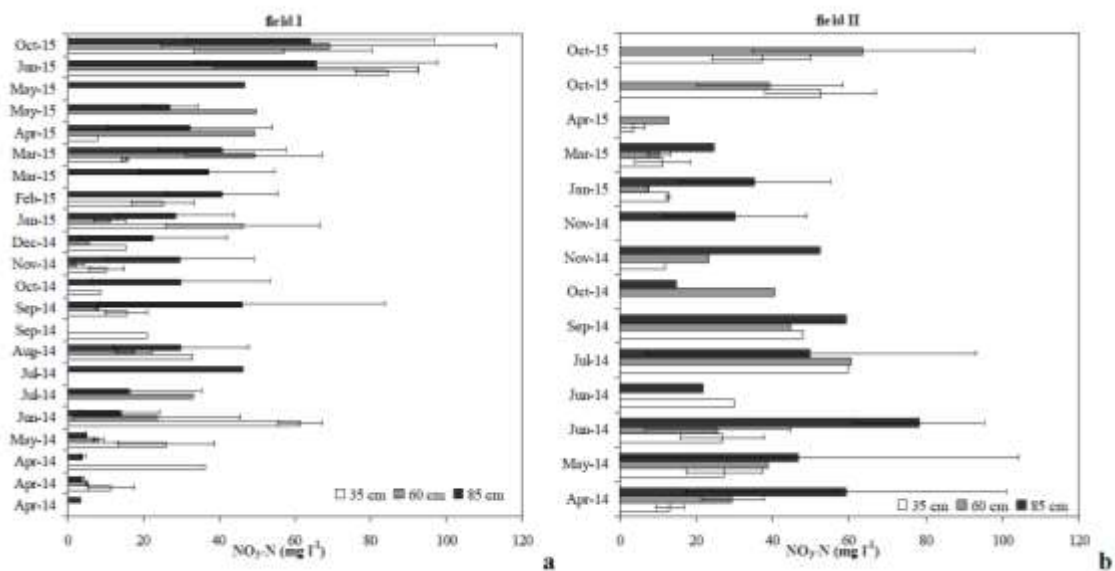 field I
Oct-15
Jun-15
May-15
May-15
Apr-15
Mar-15
Mar-15
Feb-15
Jan-15
Dec-14
Nov-14
Oct-14
Sep-14
Sep-14
Aug-14
Jul-14
Jul-14
Jun-14
May-14
Apr-14
Apr-14
Apr-14
35 cm 60 cm 85 cm
0 20 40 60 80 100 120
NO₃-N (mg l⁻¹)
a
field II
Oct-15
Oct-15
Apr-15
Mar-15
Jan-15
Nov-14
Nov-14
Oct-14
Sep-14
Jul-14
Jun-14
Jun-14
May-14
Apr-14
35 cm 60 cm 85 cm
0 20 40 60 80 100 120
NO₃-N (mg l⁻¹)
b